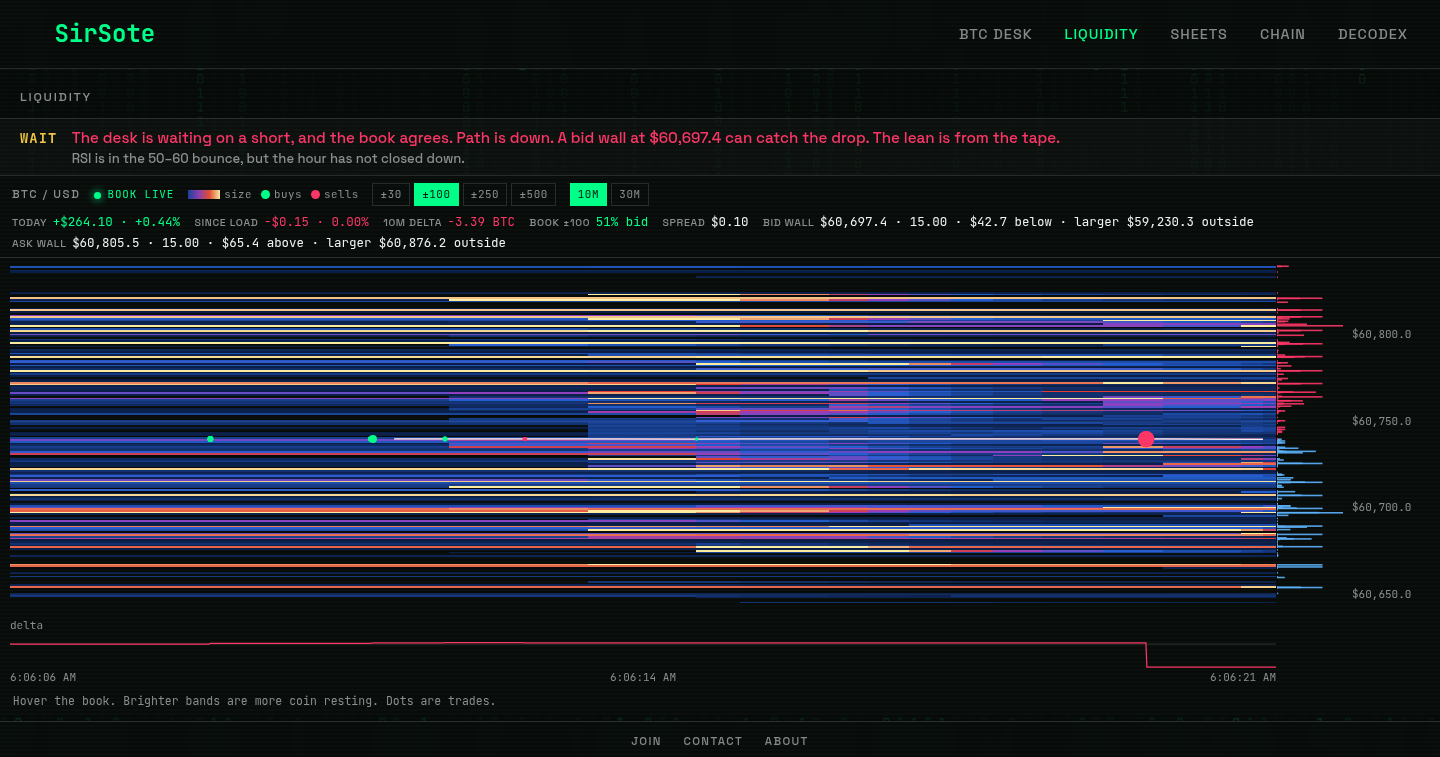 SirSote
BTC DESK LIQUIDITY SHEETS CHAIN DECODEX
LIQUIDITY
WAIT The desk is waiting on a short, and the book agrees. Path is down. A bid wall at $60,697.4 can catch the drop. The lean is from the tape.
RSI is in the 50–60 bounce, but the hour has not closed down.
BTC / USD BOOK LIVE size buys sells ±30 ±100 ±250 ±500 10M 30M
TODAY +$264.10 · +0.44% SINCE LOAD -$0.15 · 0.00% 10M DELTA -3.39 BTC BOOK ±100 51% bid SPREAD $0.10 BID WALL $60,697.4 · 15.00 · $42.7 below · larger $59,230.3 outside
ASK WALL $60,805.5 · 15.00 · $65.4 above · larger $60,876.2 outside
$60,800.0
$60,750.0
$60,700.0
$60,650.0
delta
6:06:06 AM 6:06:14 AM 6:06:21 AM
Hover the book. Brighter bands are more coin resting. Dots are trades.
JOIN CONTACT ABOUT